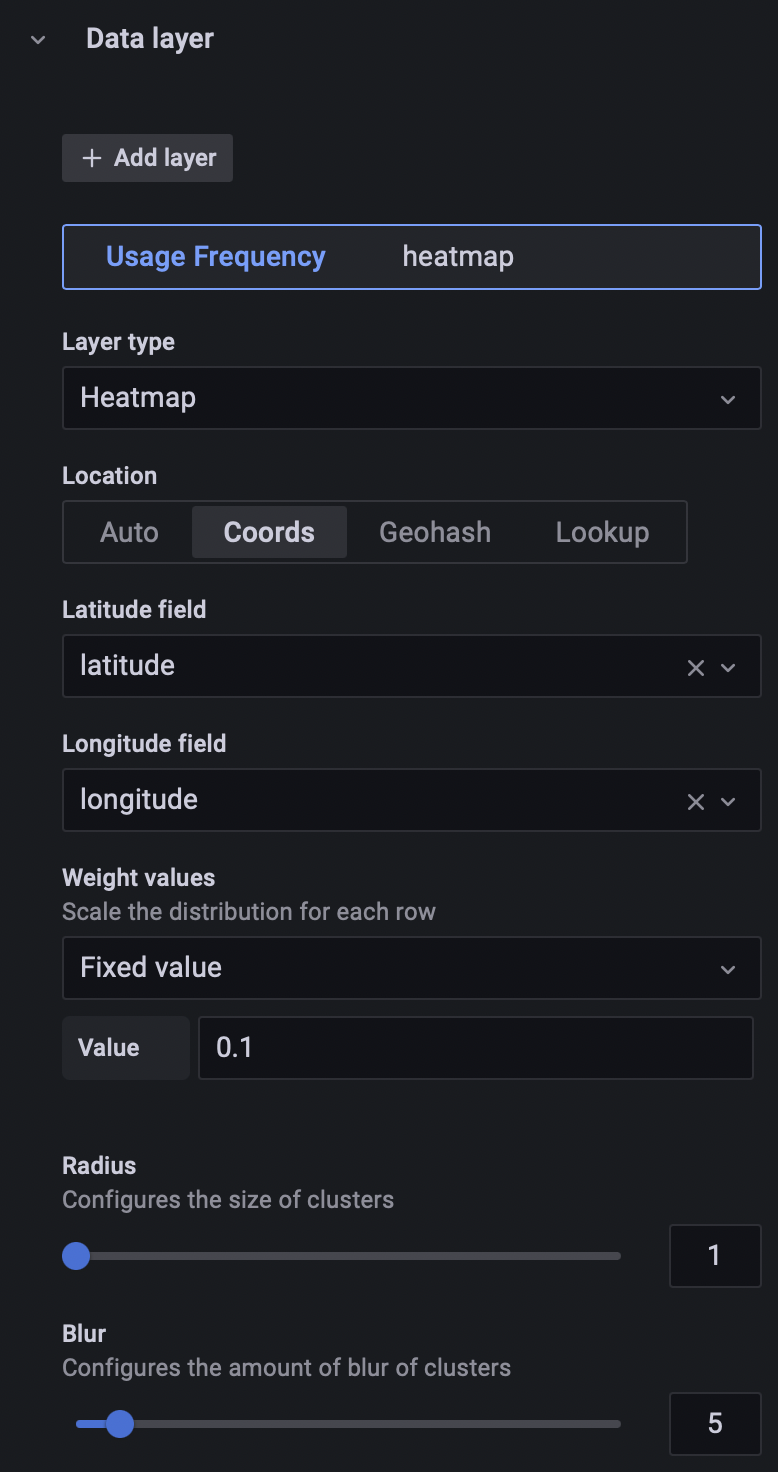 Data layer
+ Add layer
Usage Frequency heatmap
Layer type
Heatmap
Location
Auto Coords Geohash Lookup
Latitude field
latitude
Longitude field
longitude
Weight values
Scale the distribution for each row
Fixed value
Value 0.1
Radius
Configures the size of clusters
1
Blur
Configures the amount of blur of clusters
5